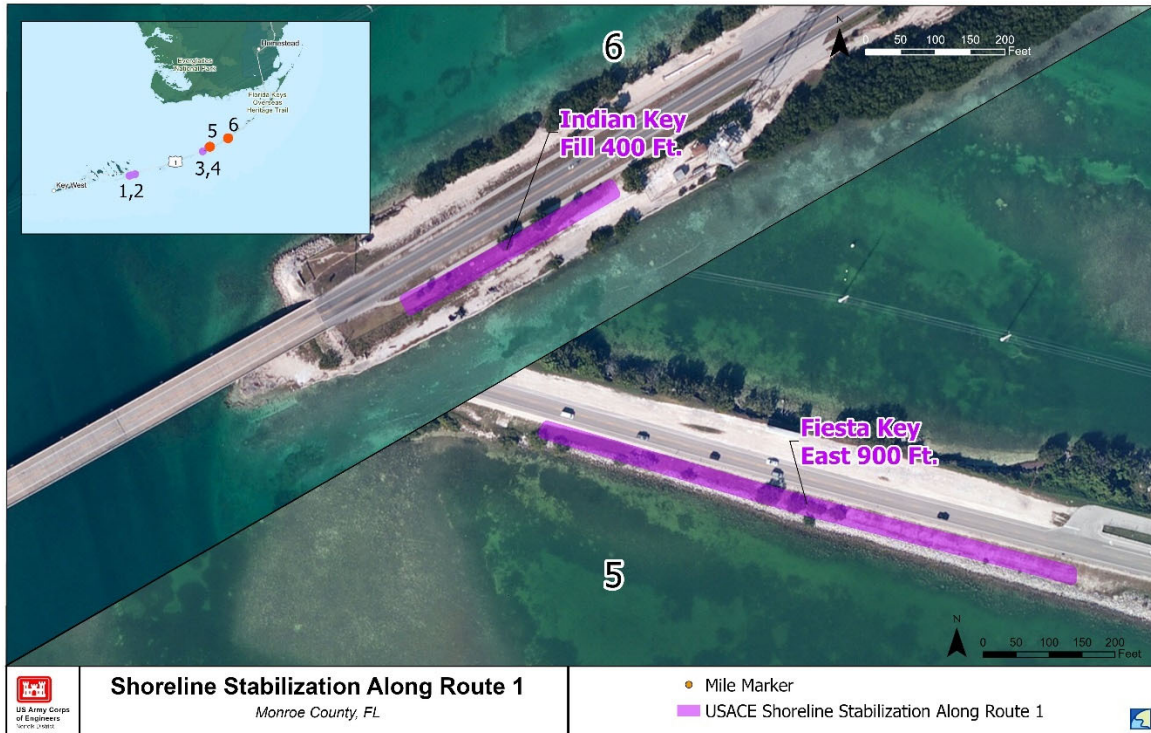 Homestead
Everglades
National Park
Florida Keys
Overseas
Heritage Trail
6
5
3,4
1
Key West
1,2
6
N
0 50 100 150 200
Feet
Indian Key
Fill 400 Ft.
Fiesta Key
East 900 Ft.
5
N
0 50 100 150 200
Feet
US Army Corps
of Engineers
Norfolk District
Shoreline Stabilization Along Route 1
Monroe County, FL
Mile Marker
USACE Shoreline Stabilization Along Route 1